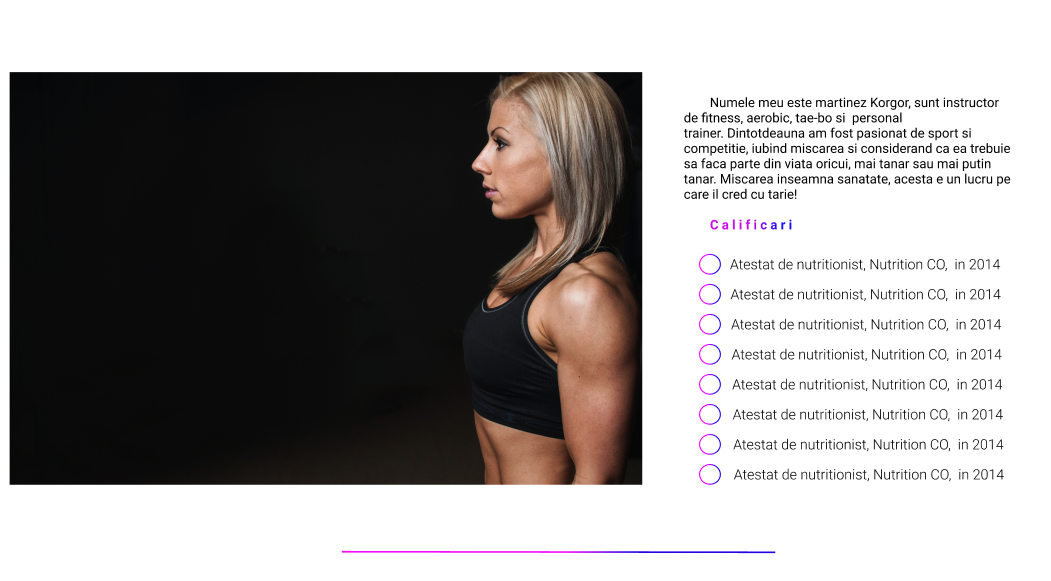 Numele meu este martinez Korgor, sunt instructor
de fitness, aerobic, tae-bo si  personal
trainer. Dintotdeauna am fost pasionat de sport si
competitie, iubind miscarea si considerand ca ea trebuie
sa faca parte din viata oricui, mai tanar sau mai putin
tanar. Miscarea inseamna sanatate, acesta e un lucru pe
care il cred cu tarie!
Calificari
Atestat de nutritionist, Nutrition CO,  in 2014
Atestat de nutritionist, Nutrition CO,  in 2014
Atestat de nutritionist, Nutrition CO,  in 2014
Atestat de nutritionist, Nutrition CO,  in 2014
Atestat de nutritionist, Nutrition CO,  in 2014
Atestat de nutritionist, Nutrition CO,  in 2014
Atestat de nutritionist, Nutrition CO,  in 2014
Atestat de nutritionist, Nutrition CO,  in 2014